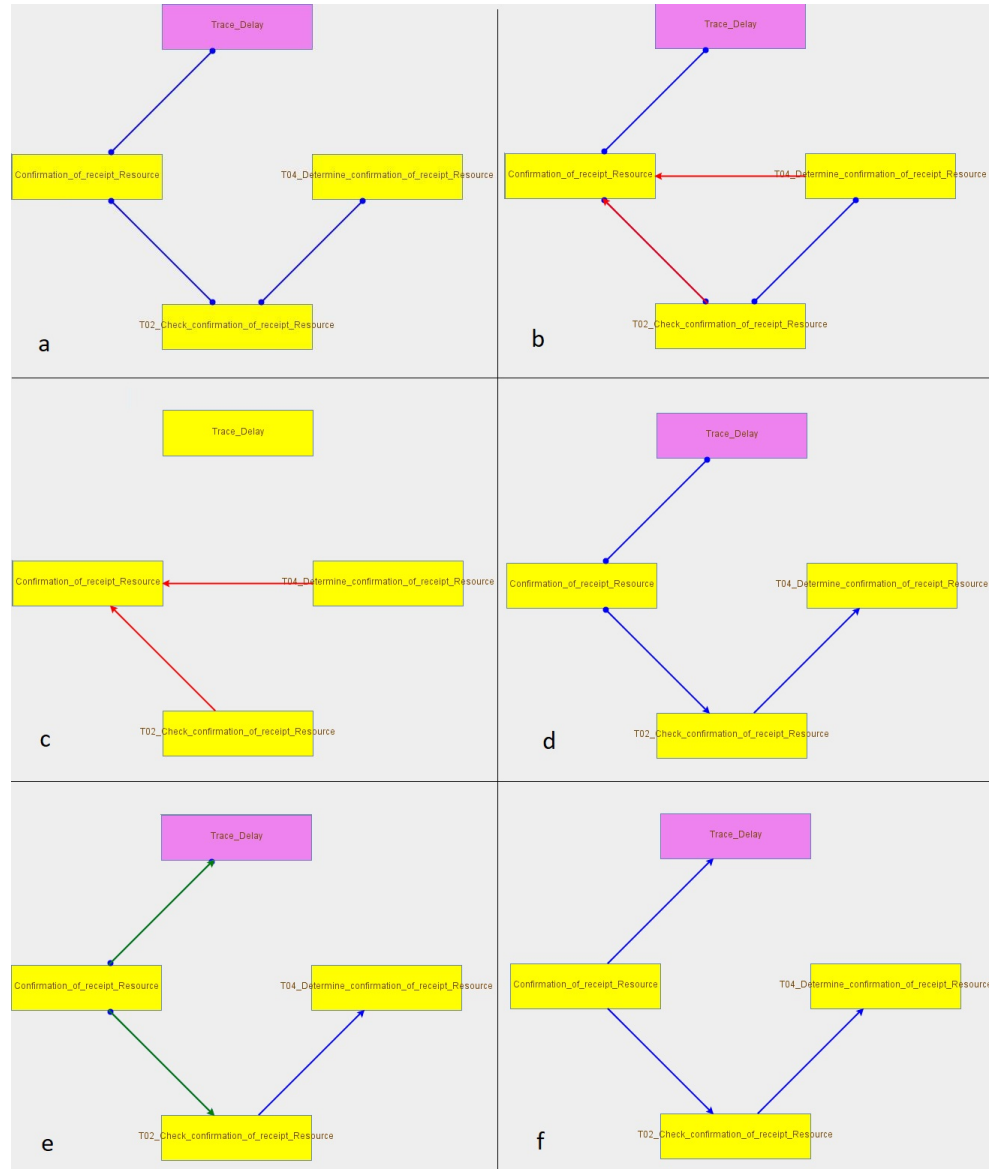 Trace_Delay
Confirmation_of_receipt_Resource
T04_Determine_confirmation_of_receipt_Resource
T02_Check_confirmation_of_receipt_Resource
a
Trace_Delay
Confirmation_of_receipt_Resource
T04_Determine_confirmation_of_receipt_Resource
T02_Check_confirmation_of_receipt_Resource
b
Trace_Delay
Confirmation_of_receipt_Resource
T04_Determine_confirmation_of_receipt_Resource
T02_Check_confirmation_of_receipt_Resource
c
Trace_Delay
Confirmation_of_receipt_Resource
T04_Determine_confirmation_of_receipt_Resource
T02_Check_confirmation_of_receipt_Resource
d
Trace_Delay
Confirmation_of_receipt_Resource
T04_Determine_confirmation_of_receipt_Resource
T02_Check_confirmation_of_receipt_Resource
e
Trace_Delay
Confirmation_of_receipt_Resource
T04_Determine_confirmation_of_receipt_Resource
T02_Check_confirmation_of_receipt_Resource
f